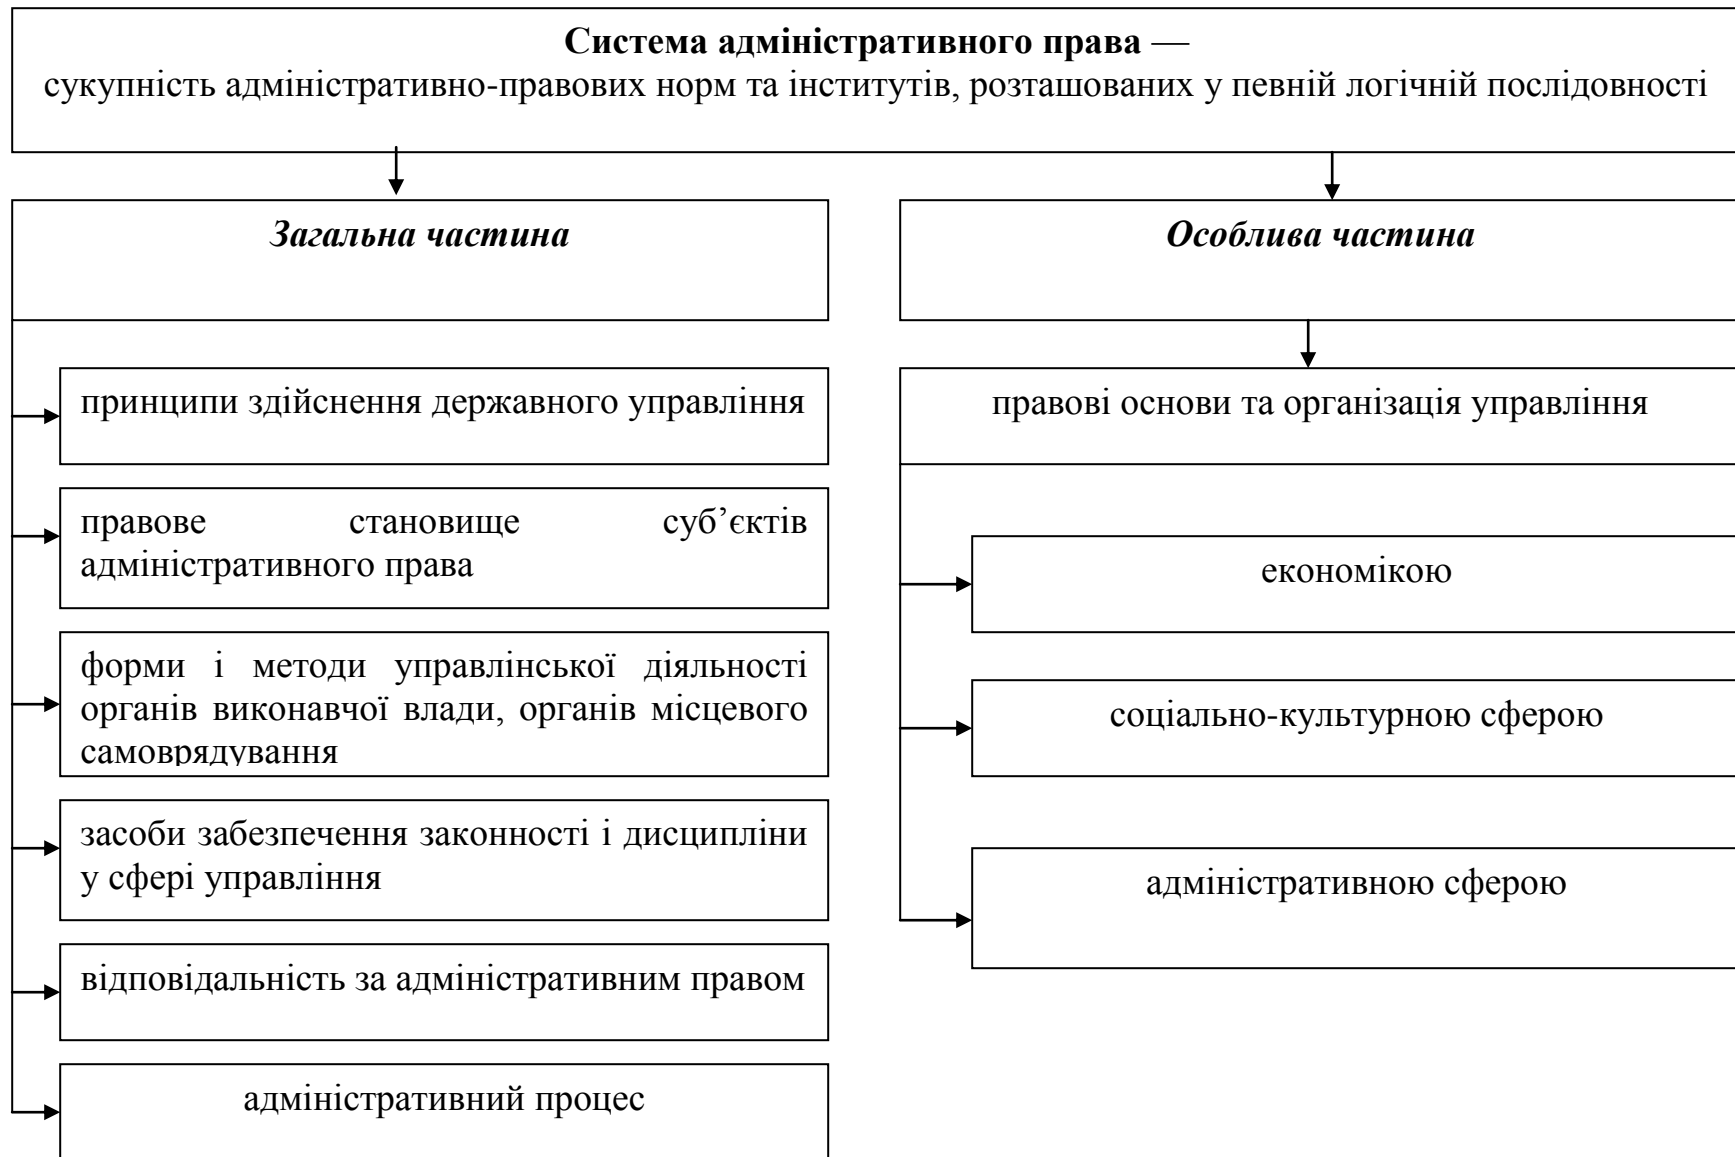 Система адміністративного права —
сукупність адміністративно-правових норм та інститутів, розташованих у певній логічній послідовності
Загальна частина
принципи здійснення державного управління
правове становище суб’єктів
адміністративного права
форми і методи управлінської діяльності
органів виконавчої влади, органів місцевого
самоврядування
засоби забезпечення законності і дисципліни
у сфері управління
відповідальність за адміністративним правом
адміністративний процес
Особлива частина
правові основи та організація управління
економікою
соціально-культурною сферою
адміністративною сферою